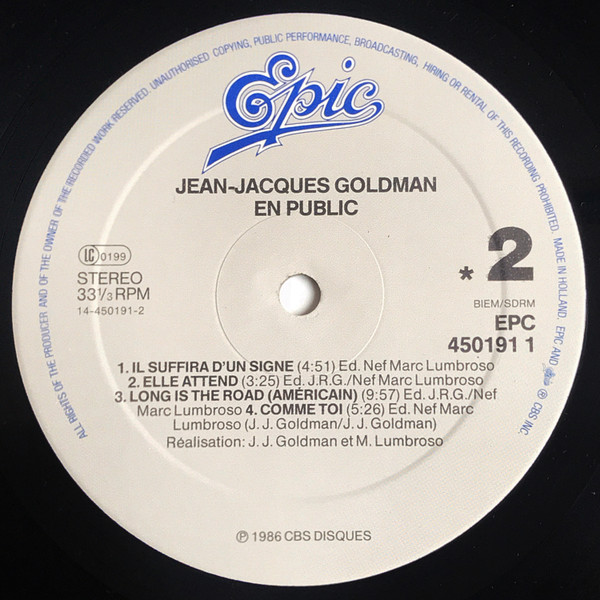 ALL RIGHTS OF THE PRODUCER AND OF THE OWNER OF THE RECORDED WORK RESERVED. UNAUTHORISED COPYING, PUBLIC PERFORMANCE, BROADCASTING, HIRING OR RENTAL OF THIS RECORDING PROHIBITED. MADE IN HOLLAND. EPIC AND ® CBS INC.
Epic
JEAN-JACQUES GOLDMAN
EN PUBLIC
LC 0199
STEREO
33⅓ RPM
14-450191-2
* 2
BIEM/SDRM
EPC
450191 1
1. IL SUFFIRA D'UN SIGNE (4:51) Ed. Nef Marc Lumbroso
2. ELLE ATTEND (3:25) Ed. J.R.G./Nef Marc Lumbroso
3. LONG IS THE ROAD (AMÉRICAIN) (9:57) Ed. J.R.G./Nef
Marc Lumbroso 4. COMME TOI (5:26) Ed. Nef Marc
Lumbroso (J. J. Goldman/J. J. Goldman)
Réalisation: J. J. Goldman et M. Lumbroso
℗ 1986 CBS DISQUES